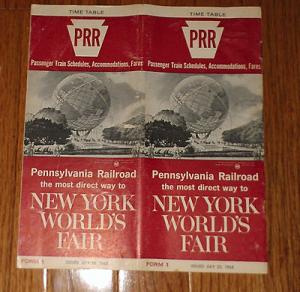 TIME TABLE
PRR
Passenger Train Schedules, Accommodations, Fares
Pennsylvania Railroad
the most direct way to
NEW YORK
WORLD'S
FAIR
FORM 1
TIME TABLE
PRR
Passenger Train Schedules, Accommodations, Fares
Pennsylvania Railroad
the most direct way to
NEW YORK
WORLD'S
FAIR
FORM 1